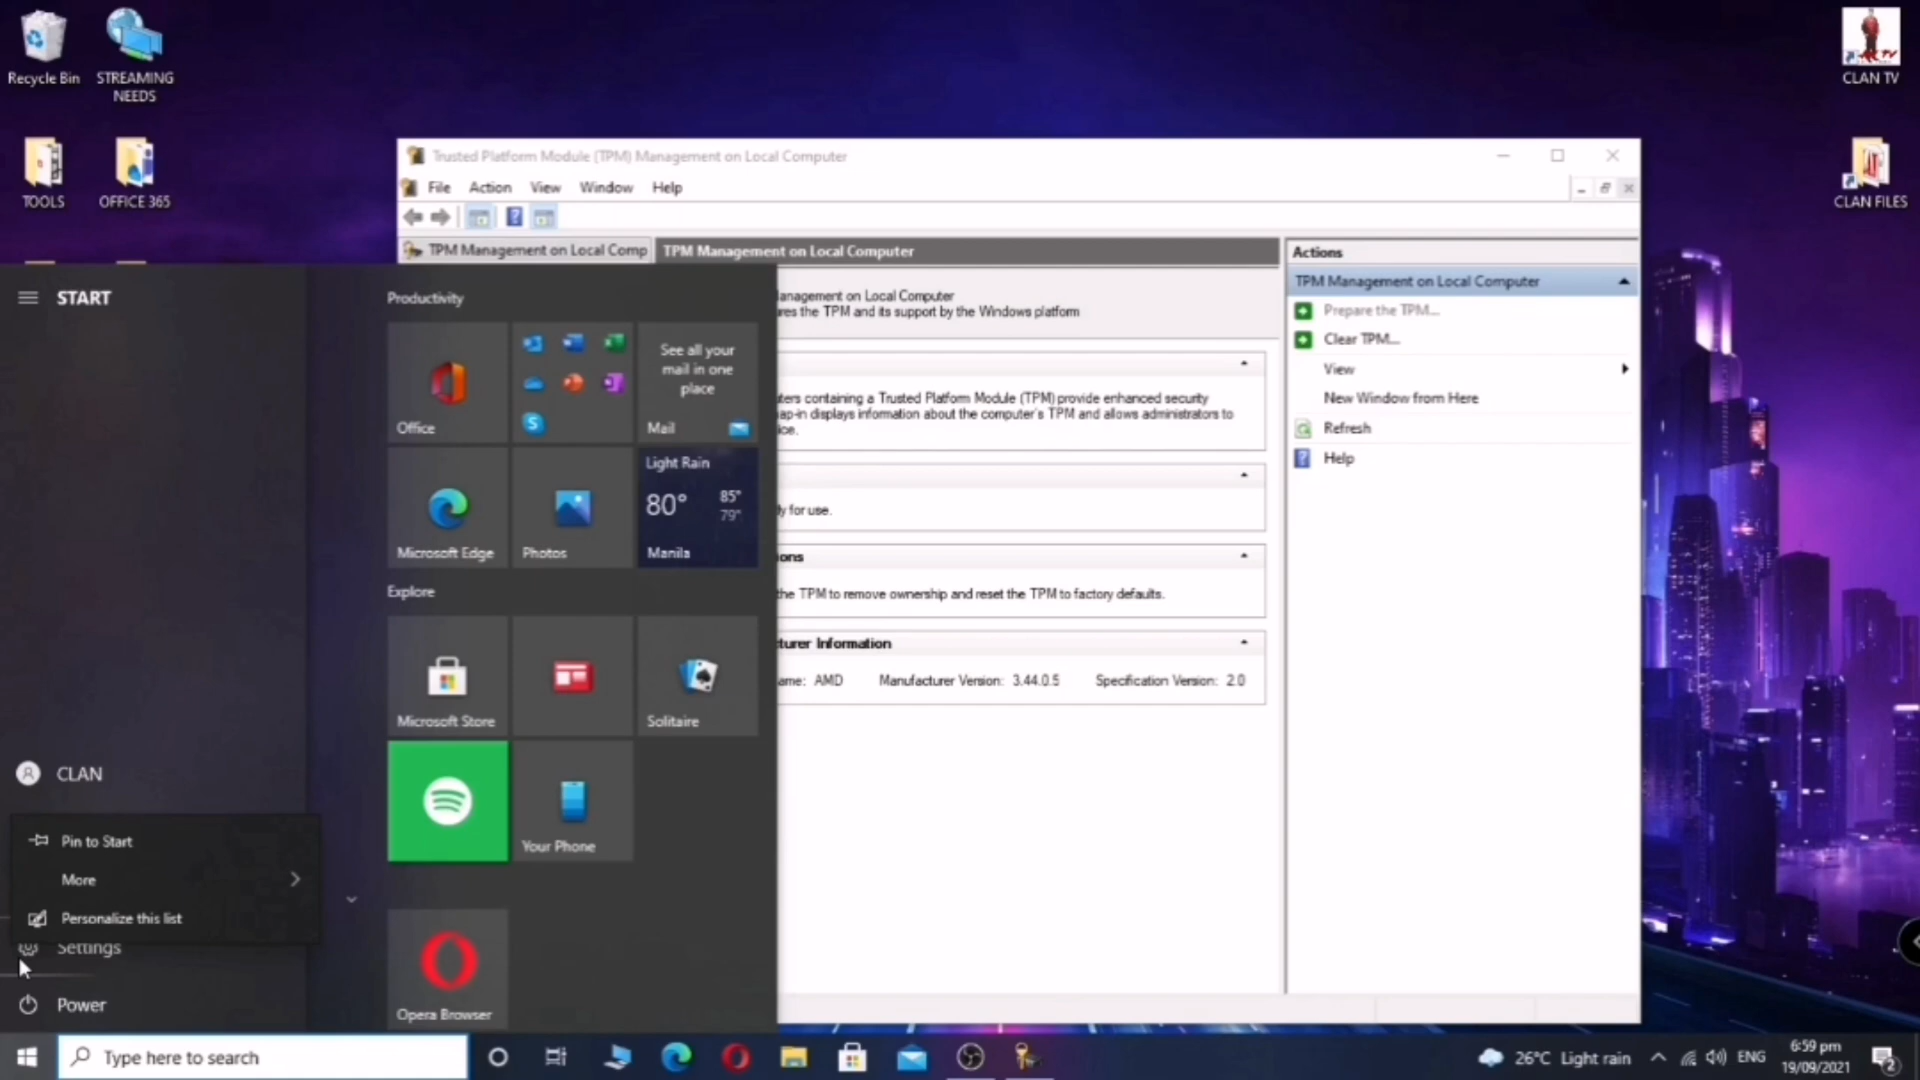 Recycle Bin
STREAMING
NEEDS
TOOLS
OFFICE 365
CLAN TV
CLAN FILES
Trusted Platform Module (TPM) Management on Local Computer
File Action View Window Help
TPM Management on Local Comp
TPM Management on Local Computer
anagement on Local Computer
res the TPM and its support by the Windows platform
ters containing a Trusted Platform Module (TPM) provide enhanced security
ap-in displays information about the computer's TPM and allows administrators to
ice.
y for use.
ons
the TPM to remove ownership and reset the TPM to factory defaults.
turer Information
ame: AMD Manufacturer Version: 3.44.0.5 Specification Version: 2.0
Actions
TPM Management on Local Computer
Prepare the TPM...
Clear TPM...
View
New Window from Here
Refresh
Help
START
CLAN
Pin to Start
More
Personalize this list
Settings
Power
Productivity
Office
See all your
mail in one
place
Mail
Microsoft Edge
Photos
Light Rain
80° 85°
79°
Manila
Explore
Microsoft Store
Solitaire
Your Phone
Opera Browser
Type here to search
26°C Light rain
ENG
6:59 pm
19/09/2021
2